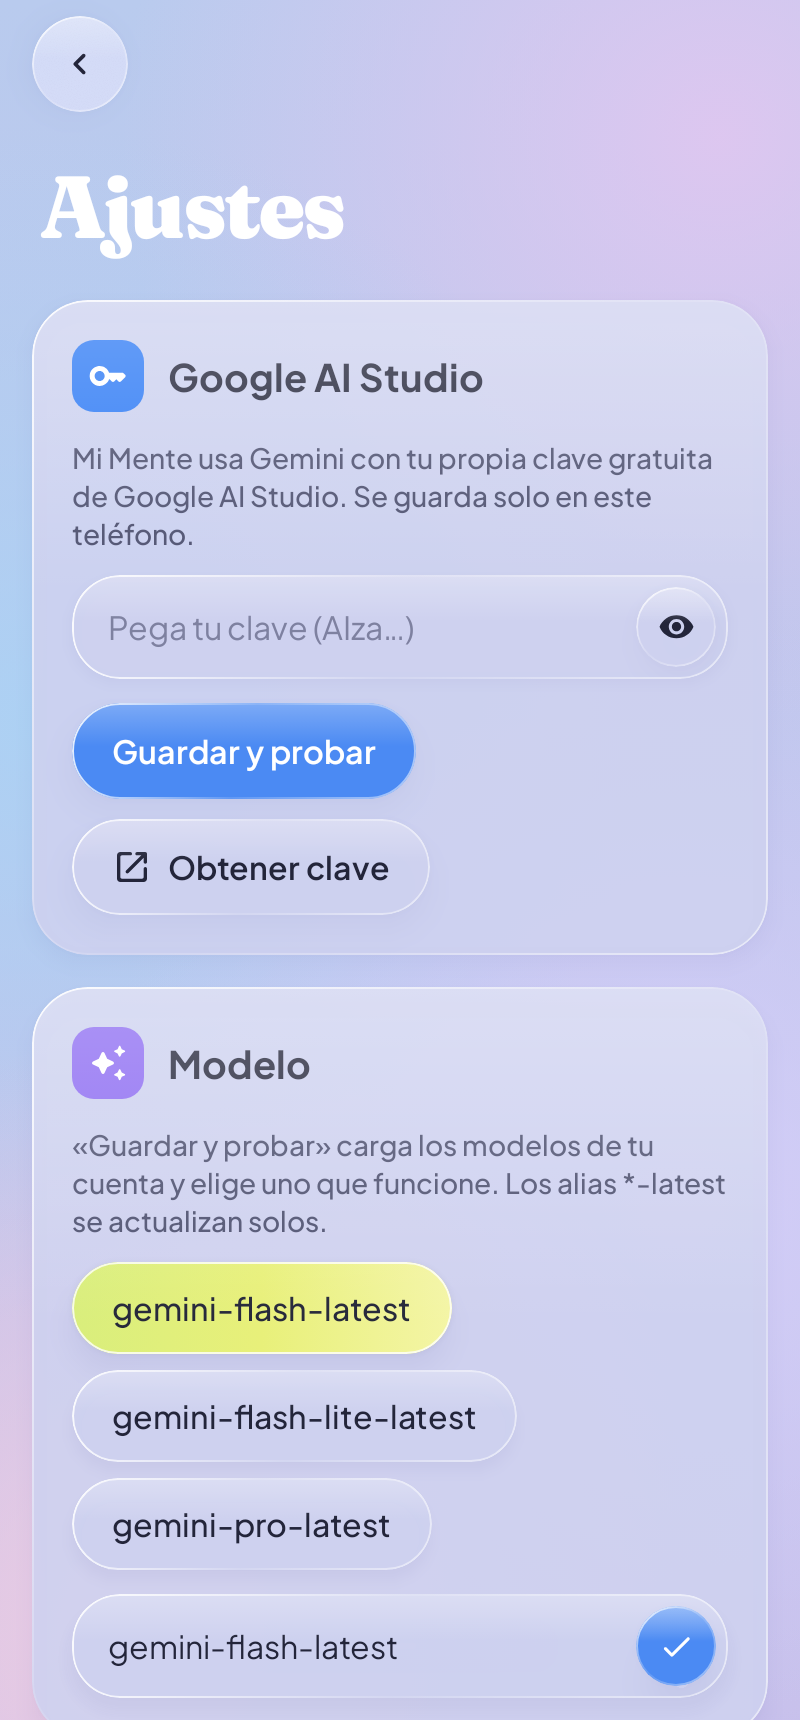 Ajustes
Google AI Studio
Mi Mente usa Gemini con tu propia clave gratuita
de Google AI Studio. Se guarda solo en este
teléfono.
Pega tu clave (AIza…)
Guardar y probar
Obtener clave
Modelo
«Guardar y probar» carga los modelos de tu
cuenta y elige uno que funcione. Los alias *-latest
se actualizan solos.
gemini-flash-latest
gemini-flash-lite-latest
gemini-pro-latest
gemini-flash-latest